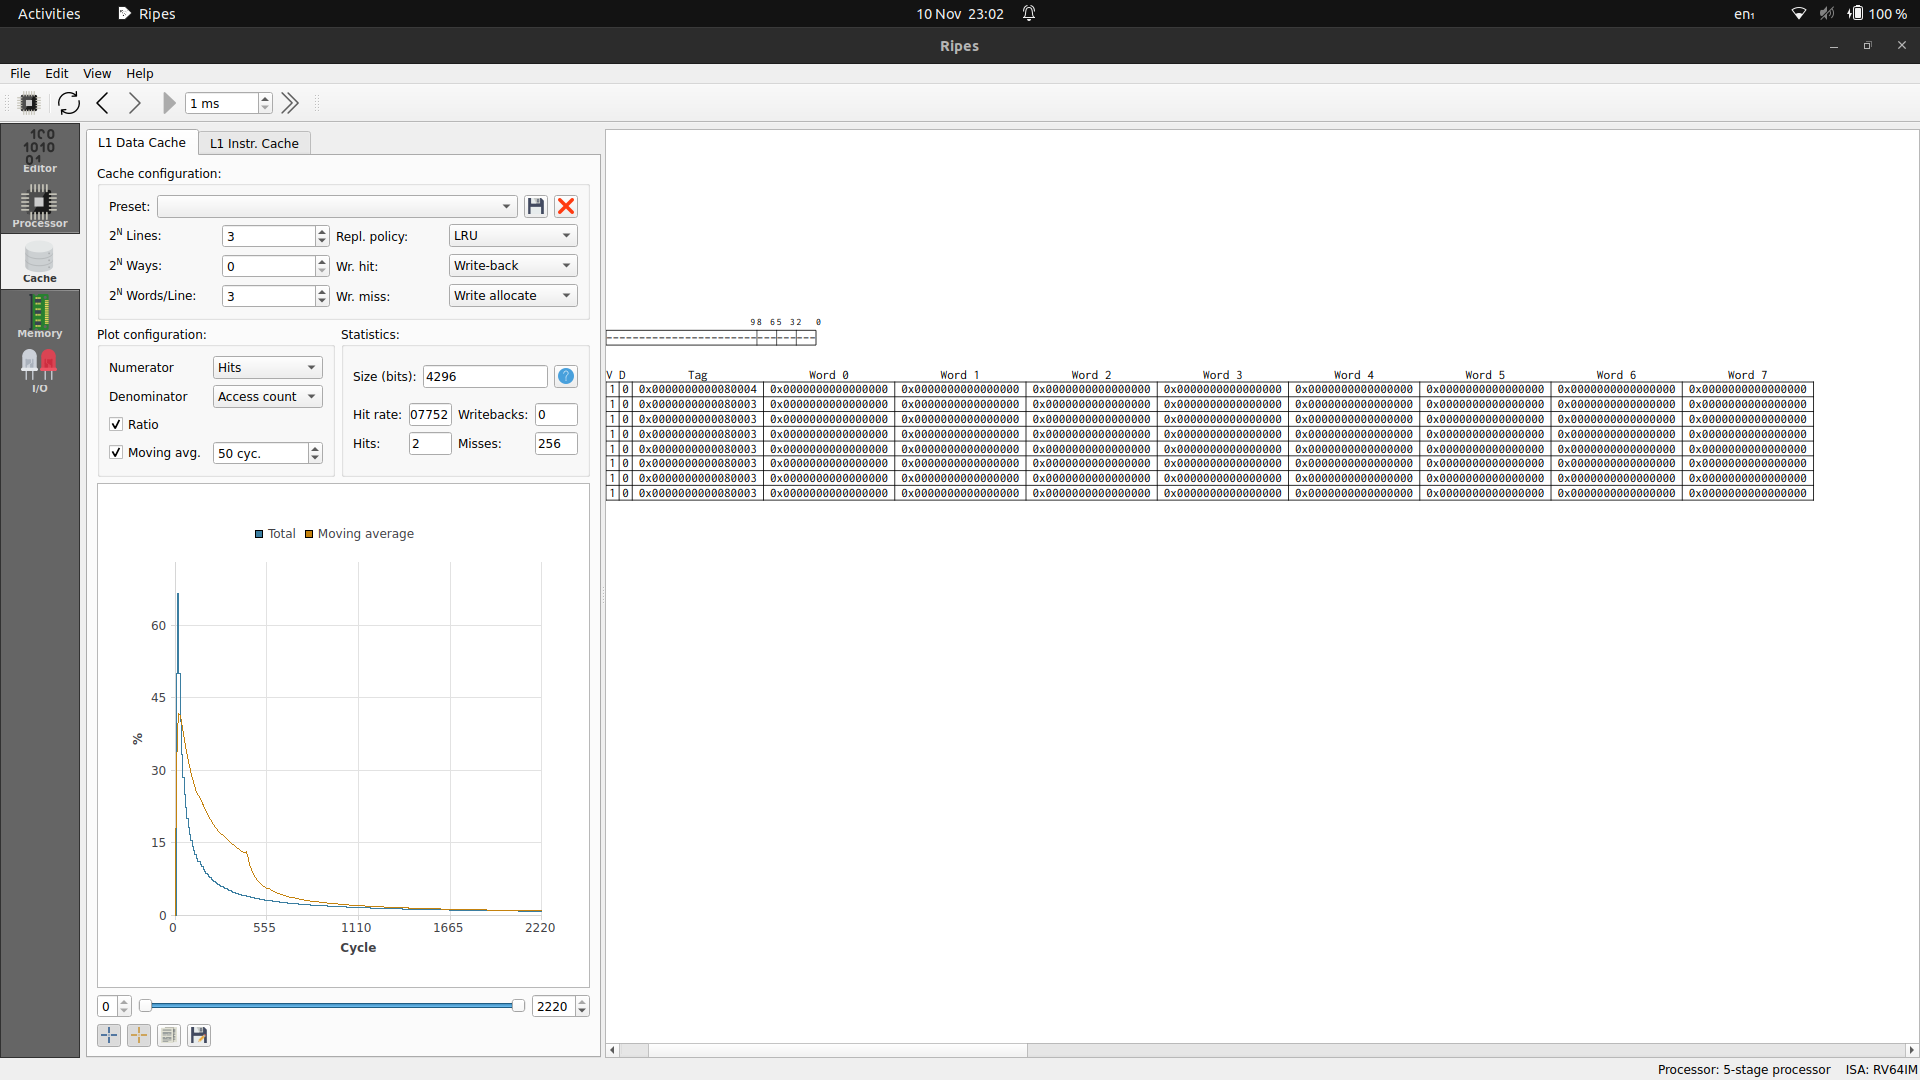 Activities Ripes 10 Nov 23:02 en₁ 100 %
Ripes
File Edit View Help
1 ms
100
1010
01
Editor
Processor
Cache
Memory
I/O
L1 Data Cache L1 Instr. Cache
Cache configuration:
Preset:
2^N Lines: 3 Repl. policy: LRU
2^N Ways: 0 Wr. hit: Write-back
2^N Words/Line: 3 Wr. miss: Write allocate
Plot configuration: Statistics:
Numerator Hits
Denominator Access count
Ratio
Moving avg. 50 cyc.
Size (bits): 4296 ?
Hit rate: 07752 Writebacks: 0
Hits: 2 Misses: 256
Total Moving average
60
45
30
15
0
%
0 555 1110 1665 2220
Cycle
0 2220
9 8 6 5 3 2 0
V D Tag Word 0 Word 1 Word 2 Word 3 Word 4 Word 5 Word 6 Word 7
1 0 0x0000000000080004 0x0000000000000000 0x0000000000000000 0x0000000000000000 0x0000000000000000 0x0000000000000000 0x0000000000000000 0x0000000000000000 0x0000000000000000
1 0 0x0000000000080003 0x0000000000000000 0x0000000000000000 0x0000000000000000 0x0000000000000000 0x0000000000000000 0x0000000000000000 0x0000000000000000 0x0000000000000000
1 0 0x0000000000080003 0x0000000000000000 0x0000000000000000 0x0000000000000000 0x0000000000000000 0x0000000000000000 0x0000000000000000 0x0000000000000000 0x0000000000000000
1 0 0x0000000000080003 0x0000000000000000 0x0000000000000000 0x0000000000000000 0x0000000000000000 0x0000000000000000 0x0000000000000000 0x0000000000000000 0x0000000000000000
1 0 0x0000000000080003 0x0000000000000000 0x0000000000000000 0x0000000000000000 0x0000000000000000 0x0000000000000000 0x0000000000000000 0x0000000000000000 0x0000000000000000
1 0 0x0000000000080003 0x0000000000000000 0x0000000000000000 0x0000000000000000 0x0000000000000000 0x0000000000000000 0x0000000000000000 0x0000000000000000 0x0000000000000000
1 0 0x0000000000080003 0x0000000000000000 0x0000000000000000 0x0000000000000000 0x0000000000000000 0x0000000000000000 0x0000000000000000 0x0000000000000000 0x0000000000000000
1 0 0x0000000000080003 0x0000000000000000 0x0000000000000000 0x0000000000000000 0x0000000000000000 0x0000000000000000 0x0000000000000000 0x0000000000000000 0x0000000000000000
Processor: 5-stage processor ISA: RV64IM